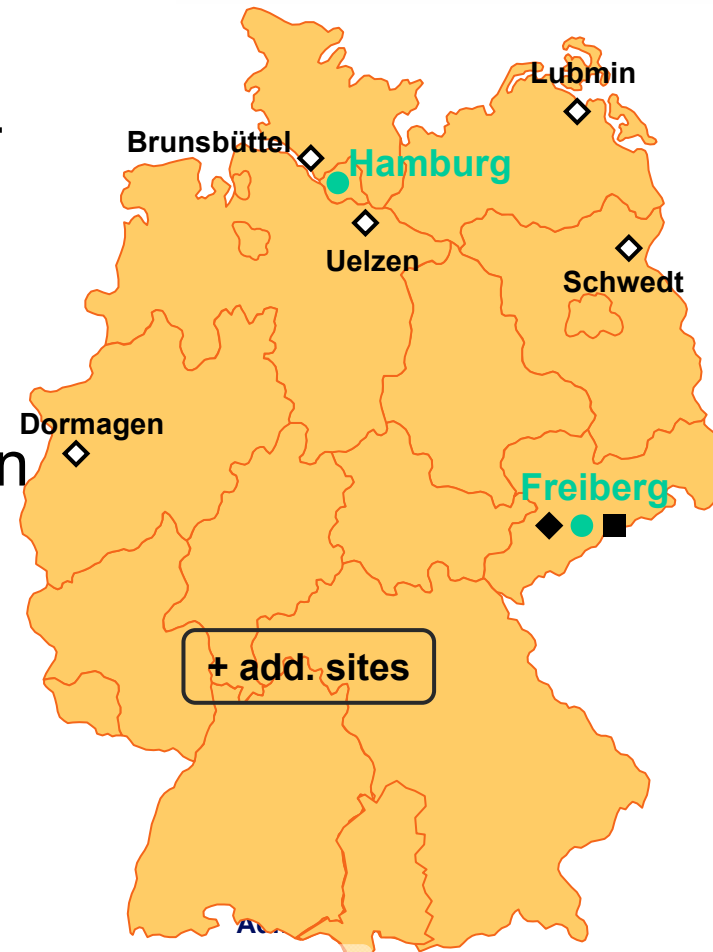 Lubmin
Brunsbüttel
Hamburg
Uelzen
Schwedt
Dormagen
n
Freiberg
+ add. sites